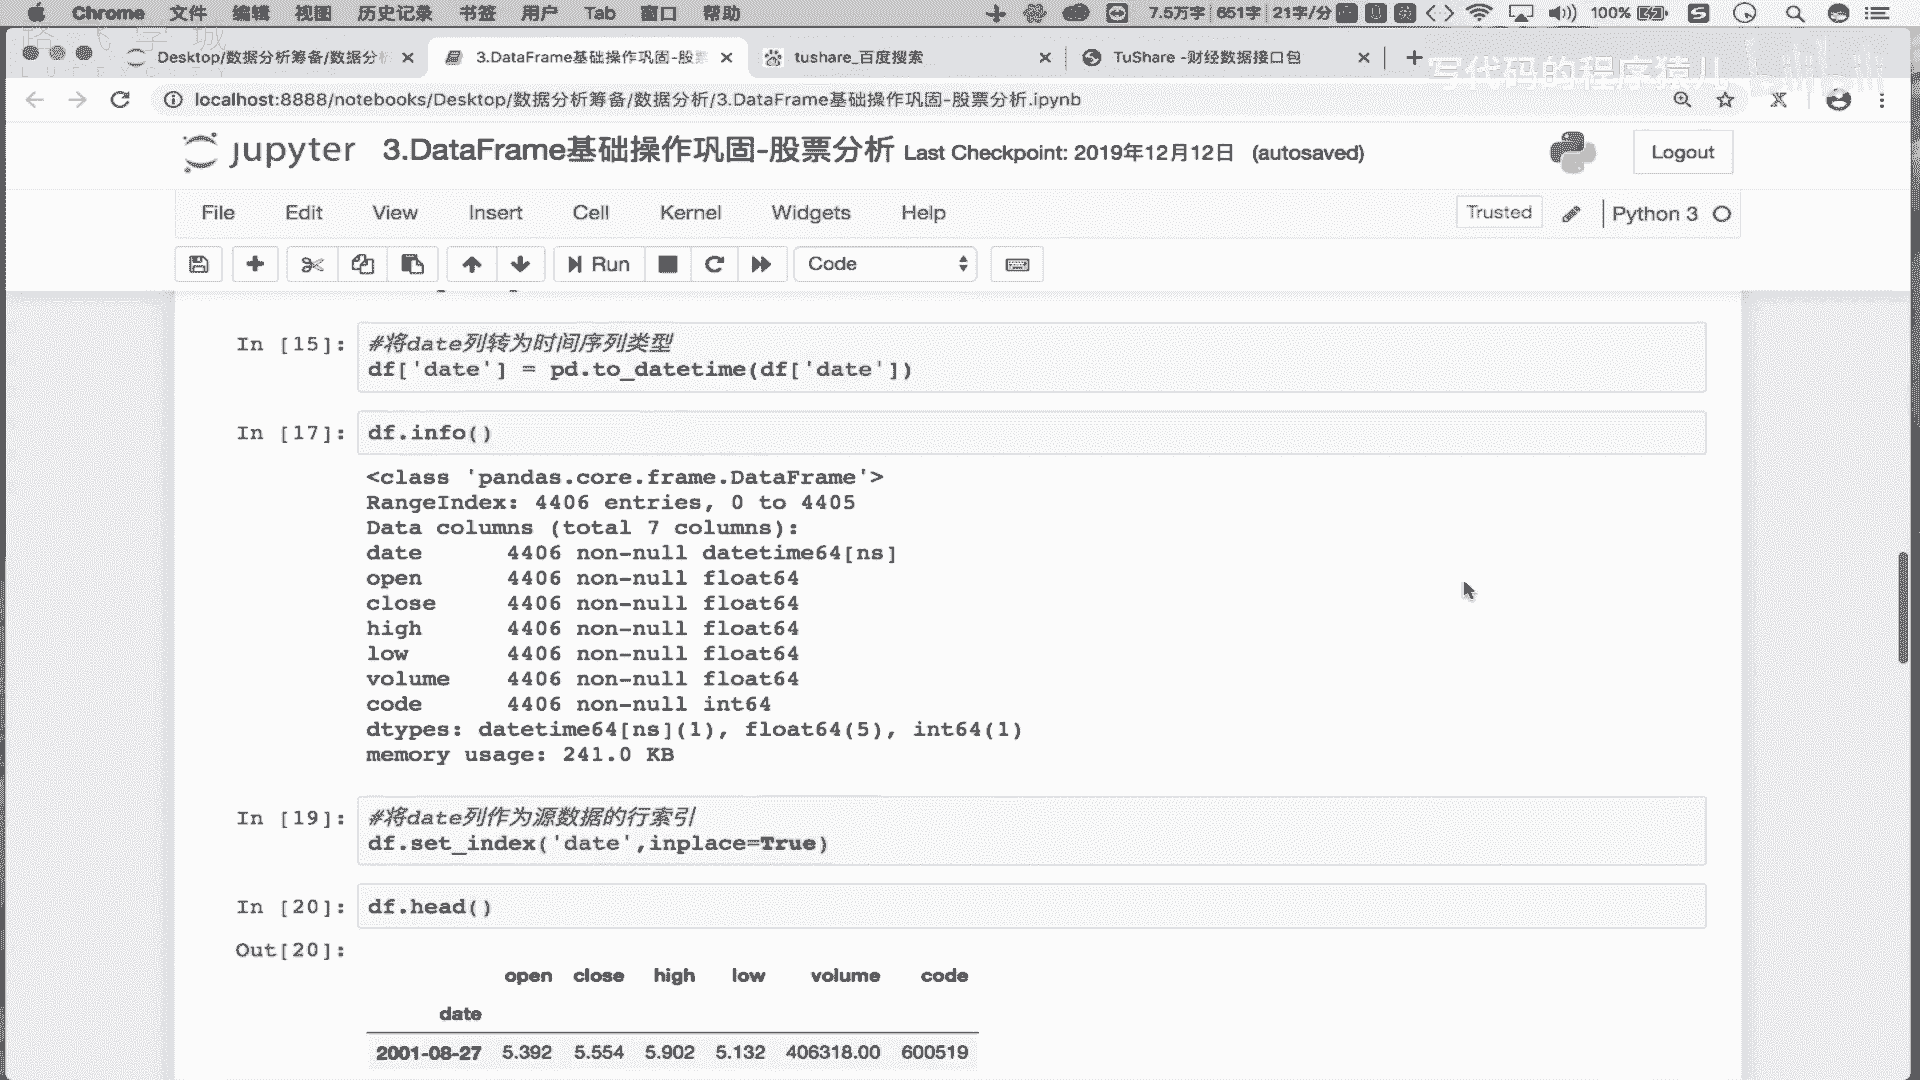 Chrome 文件 编辑 视图 历史记录 书签 用户 Tab 窗口 帮助 7.5万字 651字 21字/分 100%
Desktop/数据分析筹备/数据分析
3.DataFrame基础操作巩固-股票
tushare_百度搜索
TuShare -财经数据接口包
写代码的程序猿儿
localhost:8888/notebooks/Desktop/数据分析筹备/数据分析/3.DataFrame基础操作巩固-股票分析.ipynb
jupyter 3.DataFrame基础操作巩固-股票分析 Last Checkpoint: 2019年12月12日 (autosaved) Logout
File Edit View Insert Cell Kernel Widgets Help Trusted Python 3
Run Code
In [15]: #将date列转为时间序列类型
df['date'] = pd.to_datetime(df['date'])
In [17]: df.info()
<class 'pandas.core.frame.DataFrame'>
RangeIndex: 4406 entries, 0 to 4405
Data columns (total 7 columns):
date 4406 non-null datetime64[ns]
open 4406 non-null float64
close 4406 non-null float64
high 4406 non-null float64
low 4406 non-null float64
volume 4406 non-null float64
code 4406 non-null int64
dtypes: datetime64[ns](1), float64(5), int64(1)
memory usage: 241.0 KB
In [19]: #将date列作为源数据的行索引
df.set_index('date',inplace=True)
In [20]: df.head()
Out[20]:
open close high low volume code
date
2001-08-27 5.392 5.554 5.902 5.132 406318.00 600519